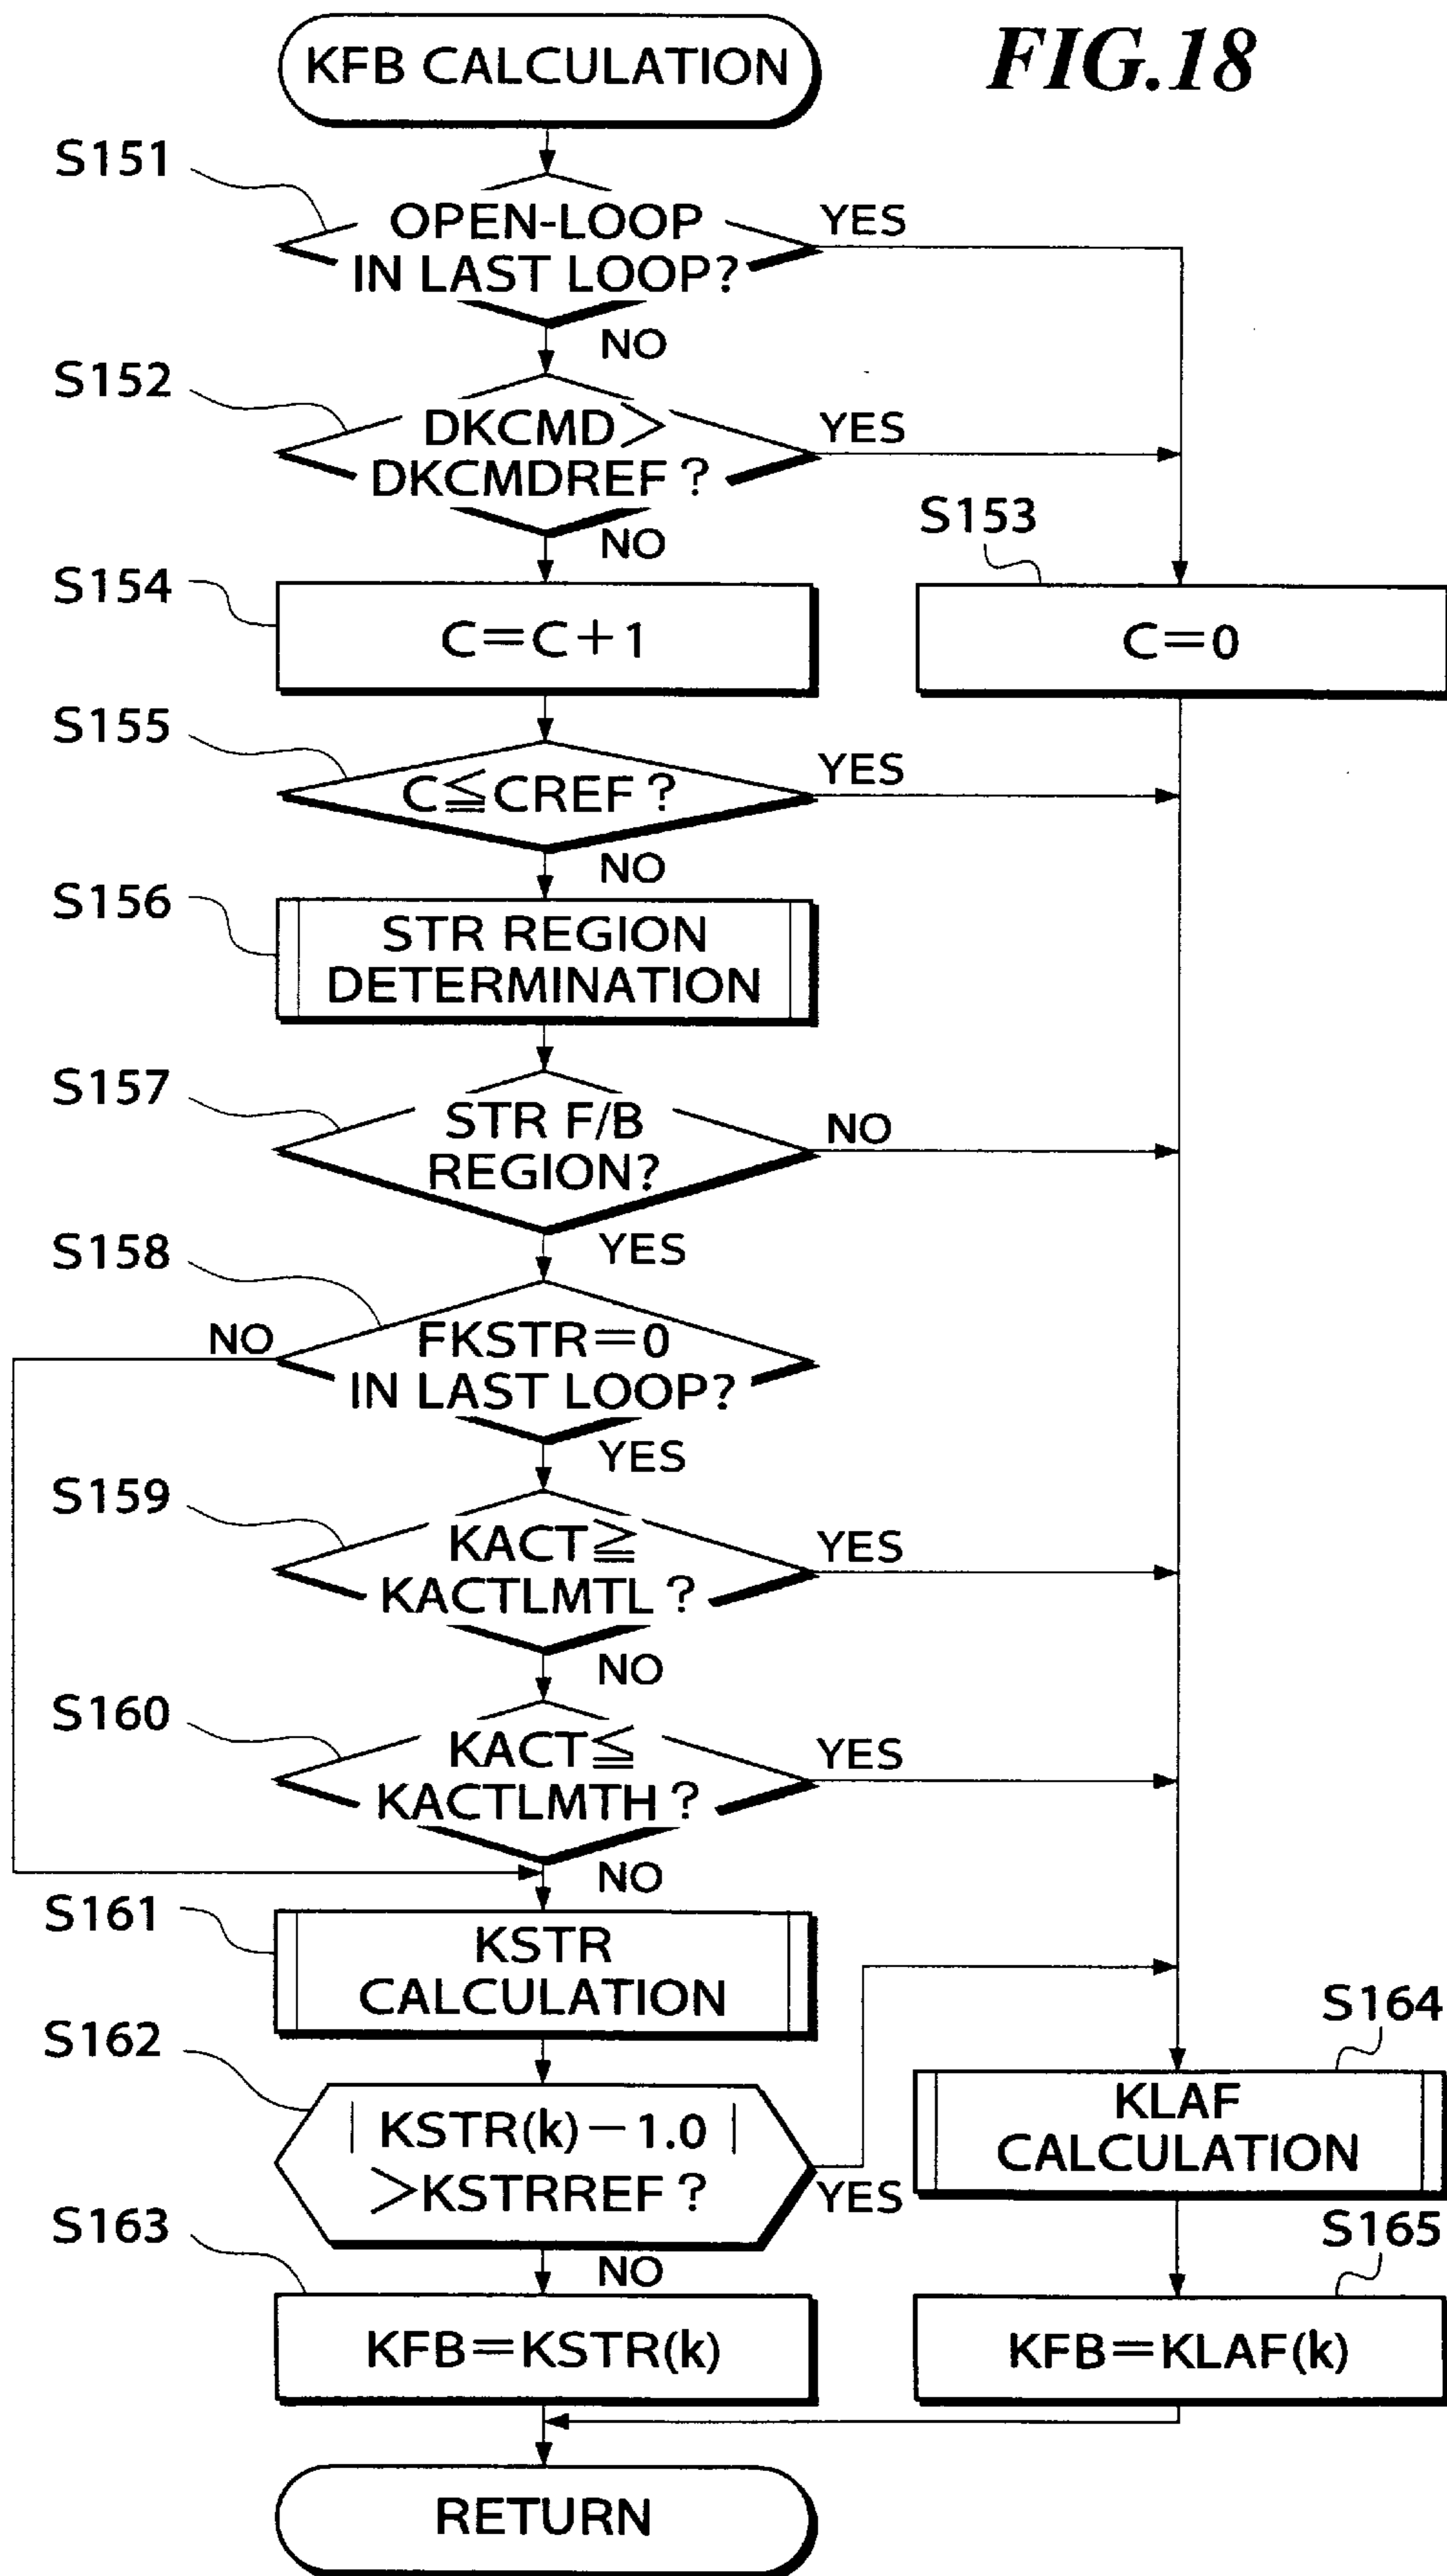 FIG.18
KFB CALCULATION
S151
OPEN-LOOP
IN LAST LOOP?
YES
NO
S152
DKCMD>
DKCMDREF?
YES
NO
S153
C=0
S154
C=C+1
S155
C≦CREF?
YES
NO
S156
STR REGION
DETERMINATION
S157
STR F/B
REGION?
NO
YES
S158
NO
FKSTR=0
IN LAST LOOP?
YES
S159
KACT≧
KACTLMTL?
YES
NO
S160
KACT≦
KACTLMTH?
YES
NO
S161
KSTR
CALCULATION
S162
| KSTR(k)-1.0 |
>KSTRREF?
YES
NO
S163
KFB=KSTR(k)
S164
KLAF
CALCULATION
S165
KFB=KLAF(k)
RETURN